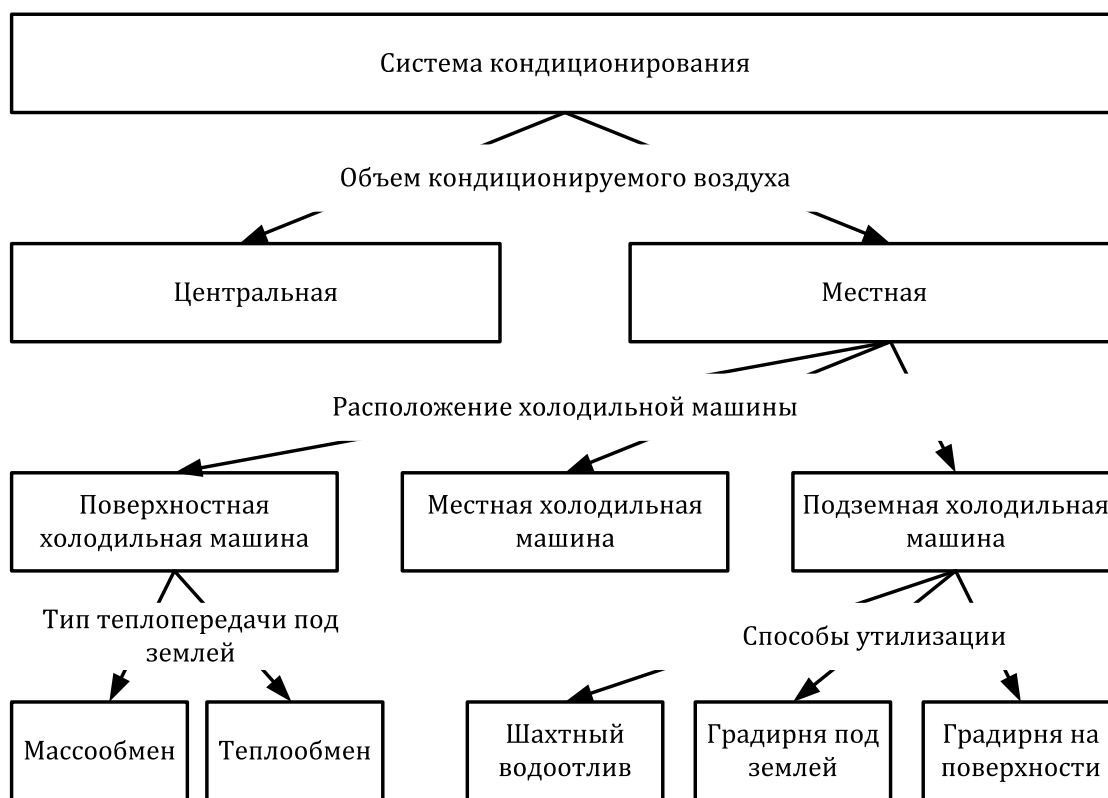 Система кондиционирования
Объем кондиционируемого воздуха
Центральная
Местная
Расположение холодильной машины
Поверхностная
холодильная машина
Местная холодильная
машина
Подземная холодильная
машина
Тип теплопередачи под
землей
Способы утилизации
Массообмен
Теплообмен
Шахтный
водоотлив
Градирня под
землей
Градирня на
поверхности